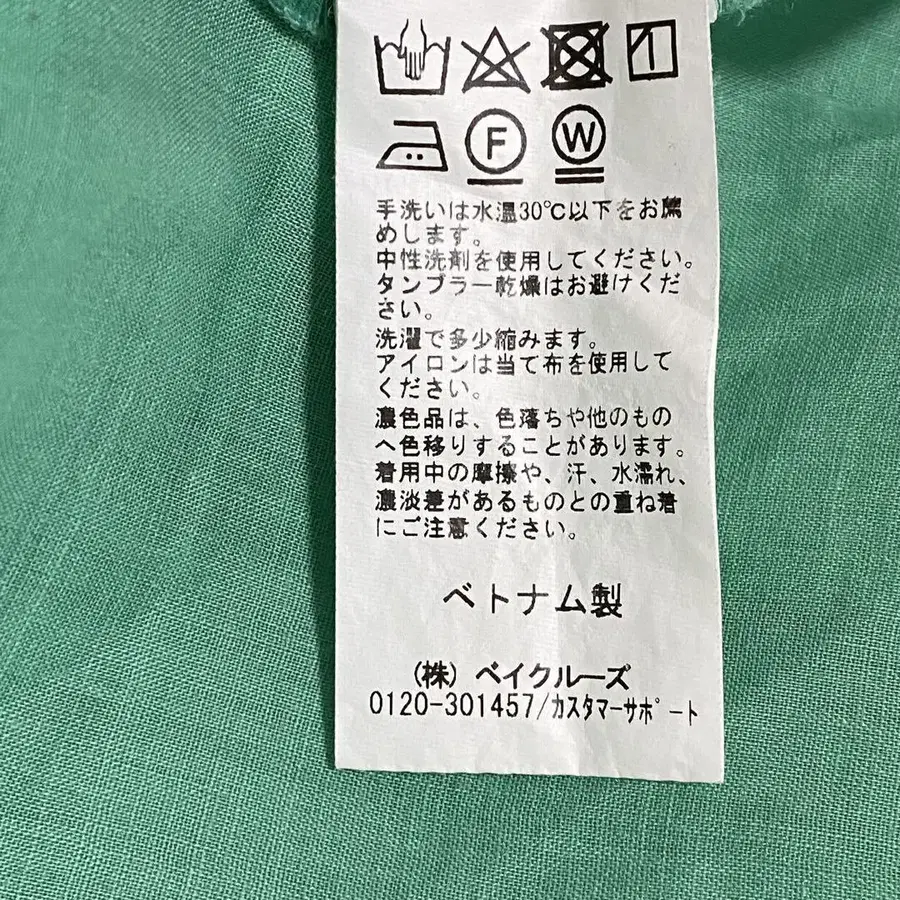 F W
手洗いは水温30℃以下をお薦
めします。
中性洗剤を使用してください。
タンブラー乾燥はお避けくだ
さい。
洗濯で多少縮みます。
アイロンは当て布を使用して
ください。
濃色品は、色落ちや他のもの
へ色移りすることがあります。
着用中の摩擦や、汗、水濡れ、
濃淡差があるものとの重ね着
にご注意ください。
ベトナム製
(株) ベイクルーズ
0120-301457/カスタマーサポート